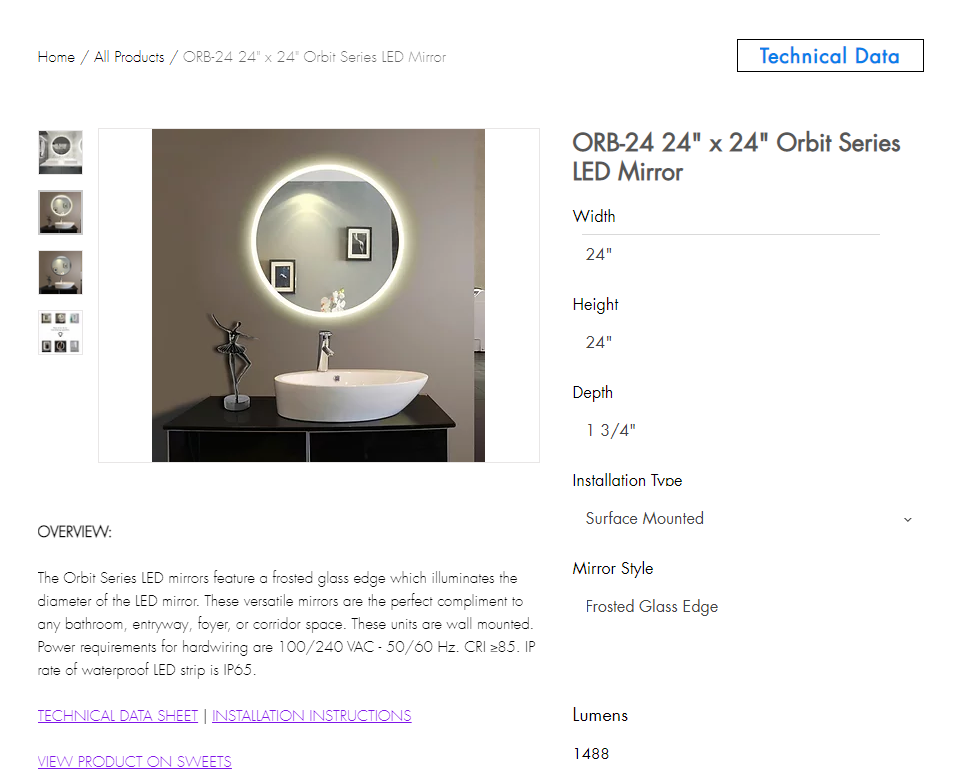 Home / All Products / ORB-24 24" x 24" Orbit Series LED Mirror
Technical Data
ORB-24 24" x 24" Orbit Series
LED Mirror
Width
24"
Height
24"
Depth
1 3/4"
Installation Type
Surface Mounted
Mirror Style
Frosted Glass Edge
Lumens
1488
OVERVIEW:
The Orbit Series LED mirrors feature a frosted glass edge which illuminates the
diameter of the LED mirror. These versatile mirrors are the perfect compliment to
any bathroom, entryway, foyer, or corridor space. These units are wall mounted.
Power requirements for hardwiring are 100/240 VAC - 50/60 Hz. CRI ≥85. IP
rate of waterproof LED strip is IP65.
TECHNICAL DATA SHEET | INSTALLATION INSTRUCTIONS
VIEW PRODUCT ON SWEETS